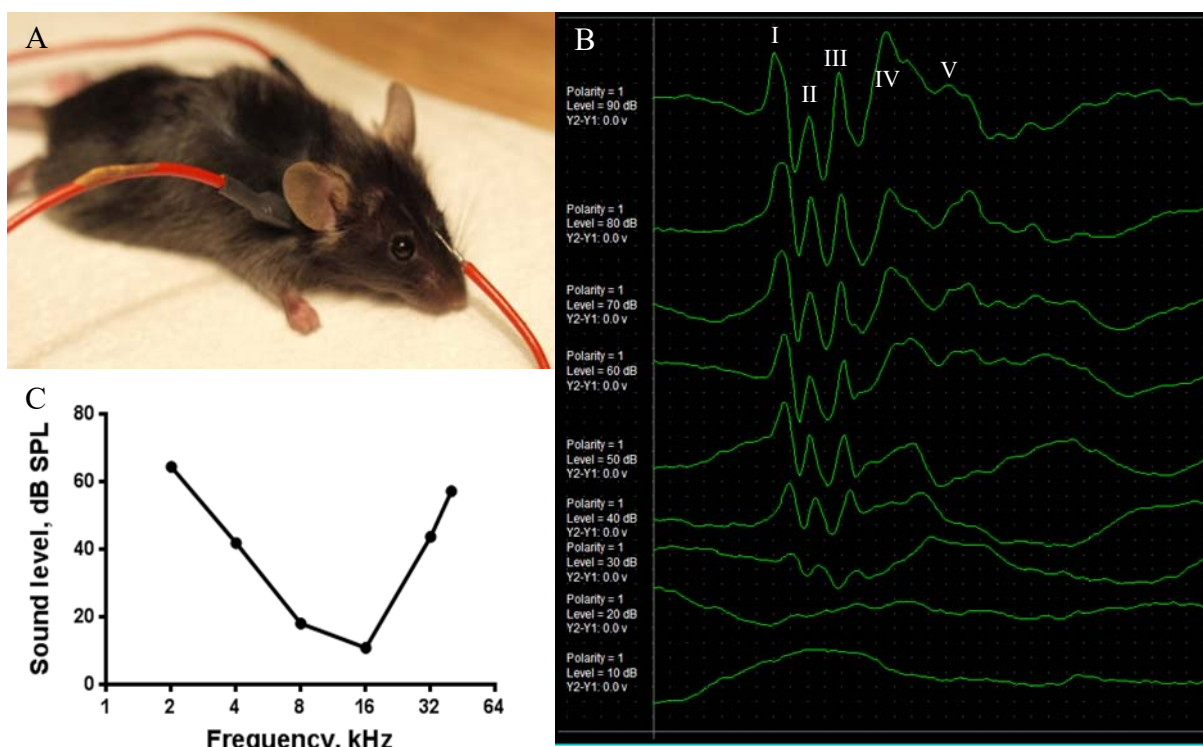 A
B
I
II
III
IV
V
Polarity = 1
Level = 90 dB
Y2-Y1: 0.0 v
Polarity = 1
Level = 80 dB
Y2-Y1: 0.0 v
Polarity = 1
Level = 70 dB
Y2-Y1: 0.0 v
Polarity = 1
Level = 60 dB
Y2-Y1: 0.0 v
Polarity = 1
Level = 50 dB
Y2-Y1: 0.0 v
Polarity = 1
Level = 40 dB
Y2-Y1: 0.0 v
Polarity = 1
Level = 30 dB
Y2-Y1: 0.0 v
Polarity = 1
Level = 20 dB
Y2-Y1: 0.0 v
Polarity = 1
Level = 10 dB
Y2-Y1: 0.0 v
C
Sound level, dB SPL
80
60
40
20
0
1 2 4 8 16 32 64
Frequency, kHz